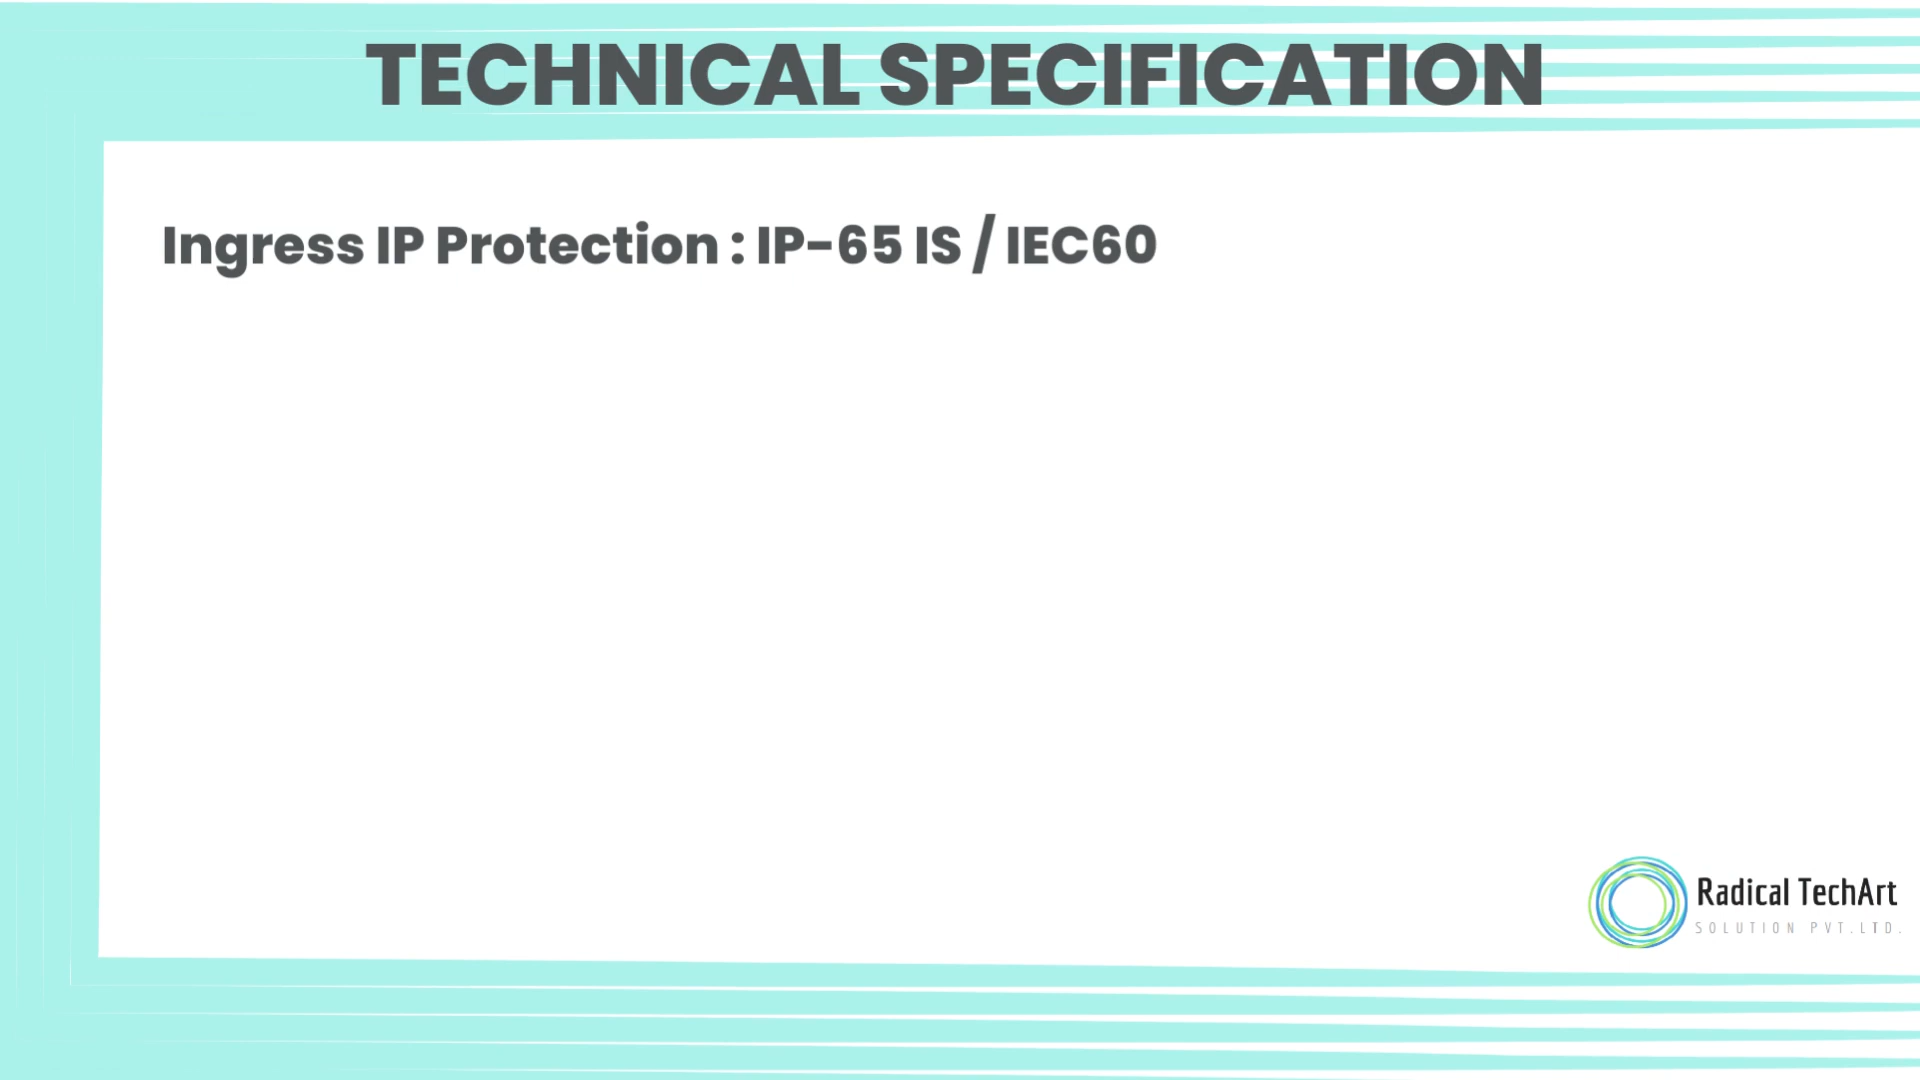 TECHNICAL SPECIFICATION
Ingress IP Protection : IP-65 IS / IEC60
Radical TechArt
SOLUTION PVT.LTD.